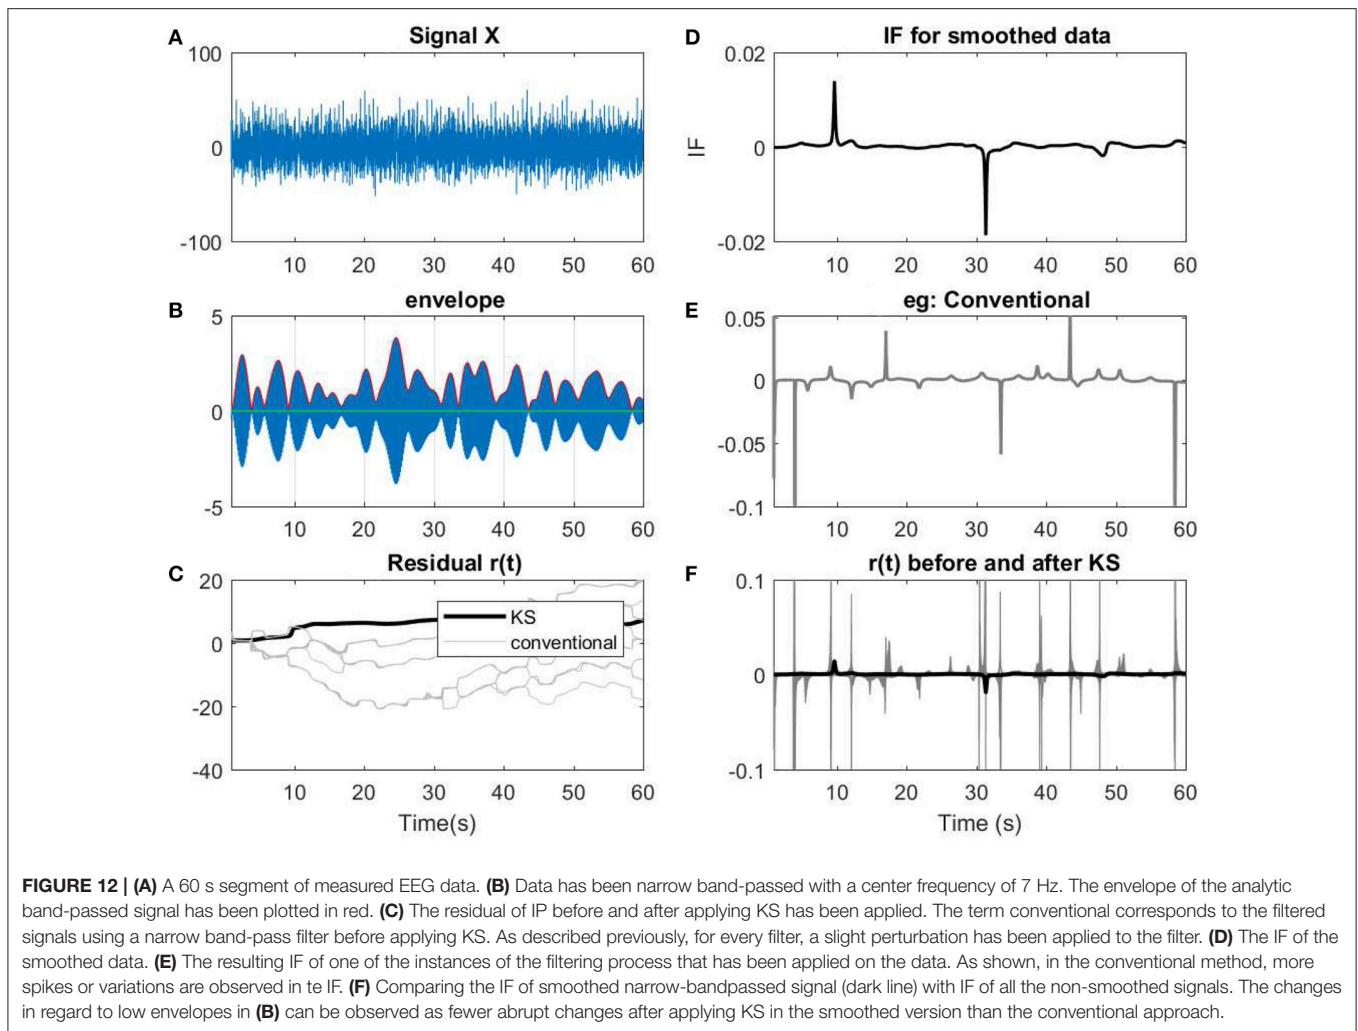 A
Signal X
100
0
-100
10 20 30 40 50 60
B
envelope
5
0
-5
10 20 30 40 50 60
C
Residual r(t)
20
0
-20
-40
KS
conventional
10 20 30 40 50 60
Time(s)
D
IF for smoothed data
0.02
0
-0.02
IF
10 20 30 40 50 60
E
eg: Conventional
0.05
0
-0.05
-0.1
10 20 30 40 50 60
F
r(t) before and after KS
0.1
0
-0.1
10 20 30 40 50 60
Time (s)
FIGURE 12 | (A) A 60 s segment of measured EEG data. (B) Data has been narrow band-passed with a center frequency of 7 Hz. The envelope of the analytic
band-passed signal has been plotted in red. (C) The residual of IP before and after applying KS has been applied. The term conventional corresponds to the filtered
signals using a narrow band-pass filter before applying KS. As described previously, for every filter, a slight perturbation has been applied to the filter. (D) The IF of the
smoothed data. (E) The resulting IF of one of the instances of the filtering process that has been applied on the data. As shown, in the conventional method, more
spikes or variations are observed in te IF. (F) Comparing the IF of smoothed narrow-bandpassed signal (dark line) with IF of all the non-smoothed signals. The changes
in regard to low envelopes in (B) can be observed as fewer abrupt changes after applying KS in the smoothed version than the conventional approach.